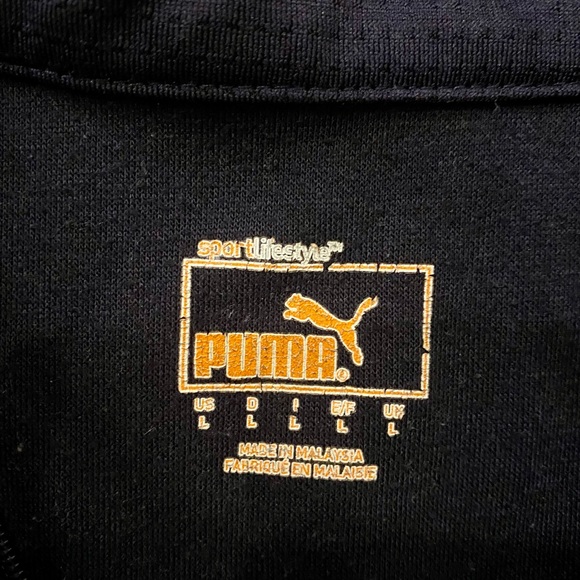 sportlifestyle™
PUMA®
US D I E/F UK
L L L L L
MADE IN MALAYSIA
FABRIQUÉ EN MALAISIE